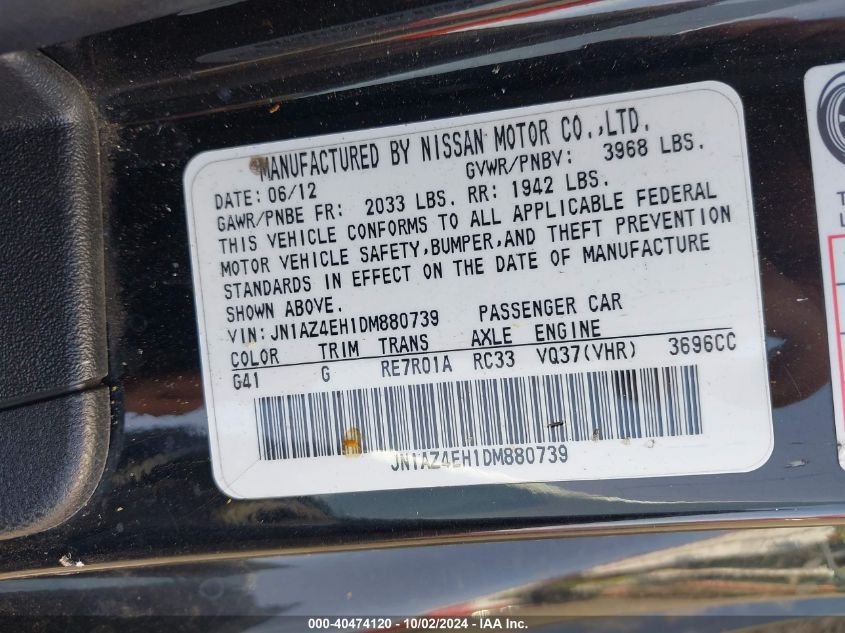 MANUFACTURED BY NISSAN MOTOR CO.,LTD.
DATE: 06/12 GVWR/PNBV: 3968 LBS.
GAWR/PNBE FR: 2033 LBS. RR: 1942 LBS.
THIS VEHICLE CONFORMS TO ALL APPLICABLE FEDERAL
MOTOR VEHICLE SAFETY,BUMPER,AND THEFT PREVENTION
STANDARDS IN EFFECT ON THE DATE OF MANUFACTURE
SHOWN ABOVE.
VIN:JN1AZ4EH1DM880739 PASSENGER CAR
COLOR TRIM TRANS AXLE ENGINE
G41 G RE7R01A RC33 VQ37(VHR) 3696CC
JN1AZ4EH1DM880739
000-40474120 - 10/02/2024 - IAA Inc.